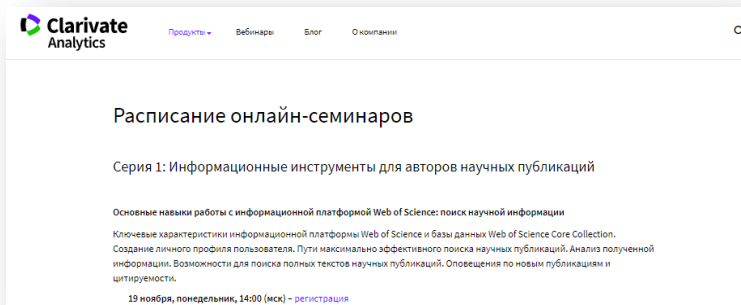 Clarivate
Analytics
Продукты Вебинары Блог О компании
Расписание онлайн-семинаров
Серия 1: Информационные инструменты для авторов научных публикаций
Основные навыки работы с информационной платформой Web of Science: поиск научной информации
Ключевые характеристики информационной платформы Web of Science и базы данных Web of Science Core Collection.
Создание личного профиля пользователя. Пути максимально эффективного поиска научных публикаций. Анализ полученной
информации. Возможности для поиска полных текстов научных публикаций. Оповещения по новым публикациям и
цитируемости.
19 ноября, понедельник, 14:00 (мск) – регистрация